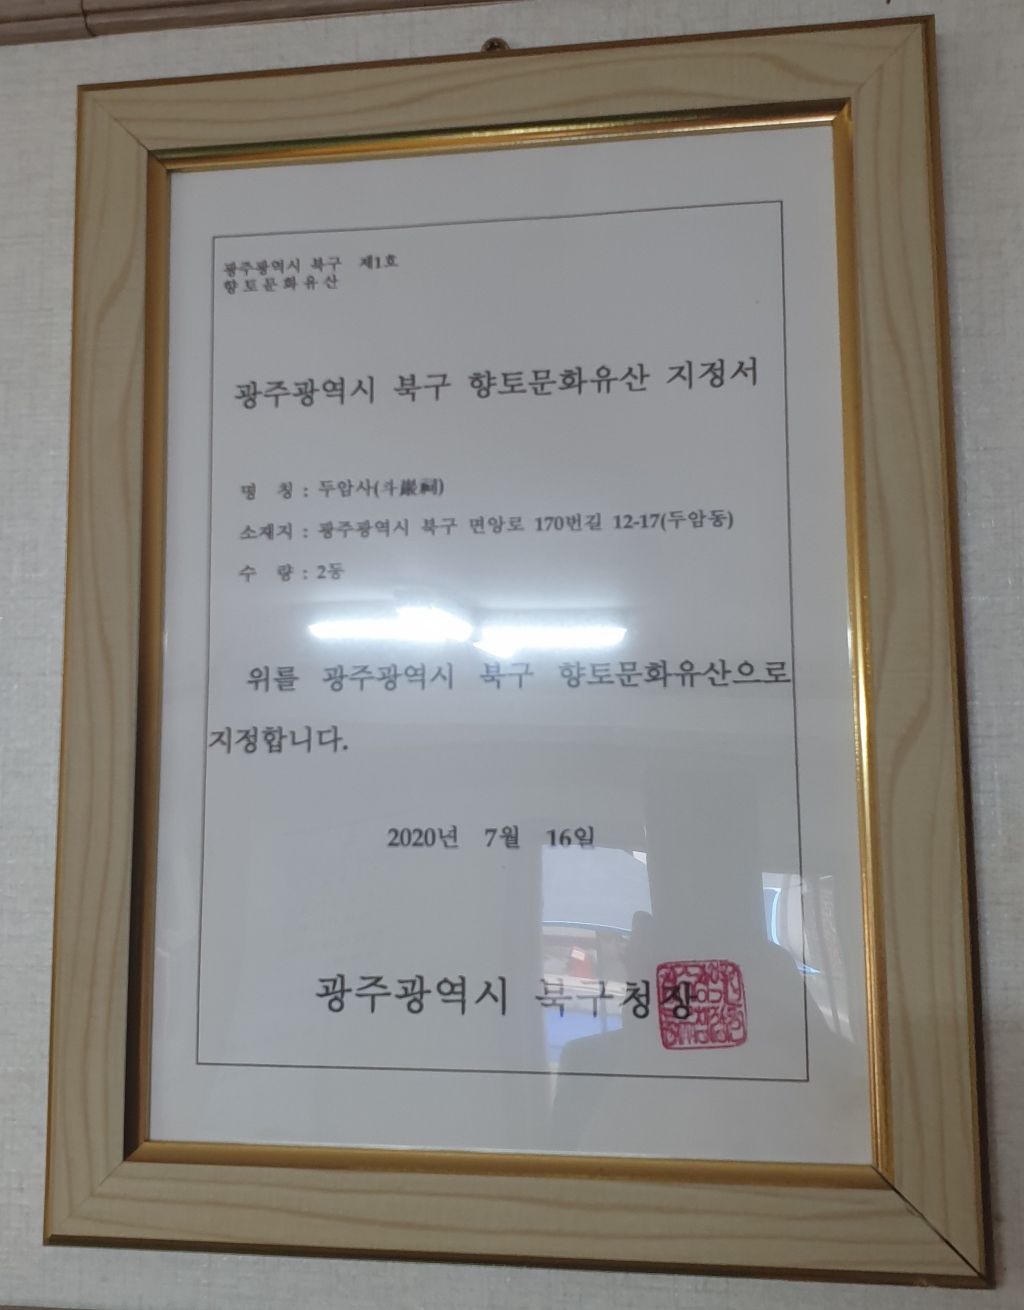 광주광역시 북구 제1호
향토문화유산
광주광역시 북구 향토문화유산 지정서
명 칭 : 두암사(斗巖祠)
소재지 : 광주광역시 북구 면앙로 170번길 12-17(두암동)
수 량 : 2동
위를 광주광역시 북구 향토문화유산으로
지정합니다.
2020년 7월 16일
광주광역시 북구청장